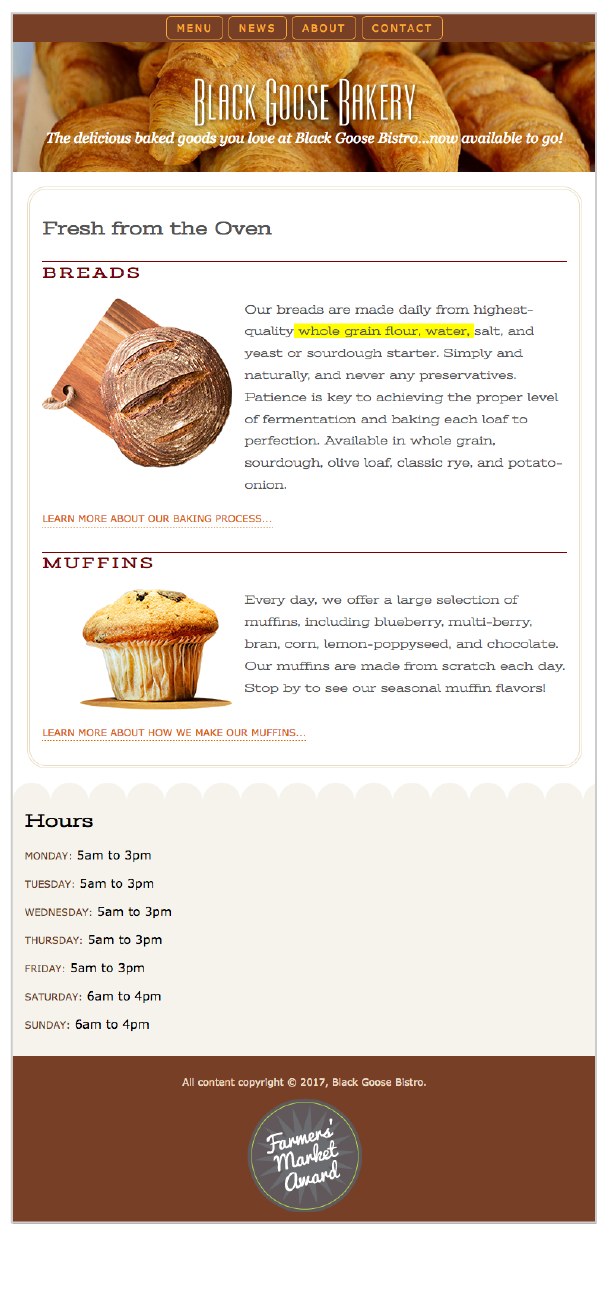 MENU NEWS ABOUT CONTACT
Black Goose Bakery
The delicious baked goods you love at Black Goose Bistro...now available to go!
Fresh from the Oven
BREADS
Our breads are made daily from highest-
quality whole grain flour, water, salt, and
yeast or sourdough starter. Simply and
naturally, and never any preservatives.
Patience is key to achieving the proper level
of fermentation and baking each loaf to
perfection. Available in whole grain,
sourdough, olive loaf, classic rye, and potato-
onion.
LEARN MORE ABOUT OUR BAKING PROCESS...
MUFFINS
Every day, we offer a large selection of
muffins, including blueberry, multi-berry,
bran, corn, lemon-poppyseed, and chocolate.
Our muffins are made from scratch each day.
Stop by to see our seasonal muffin flavors!
LEARN MORE ABOUT HOW WE MAKE OUR MUFFINS...
Hours
MONDAY: 5am to 3pm
TUESDAY: 5am to 3pm
WEDNESDAY: 5am to 3pm
THURSDAY: 5am to 3pm
FRIDAY: 5am to 3pm
SATURDAY: 6am to 4pm
SUNDAY: 6am to 4pm
All content copyright © 2017, Black Goose Bistro.
Farmers'
Market
Award